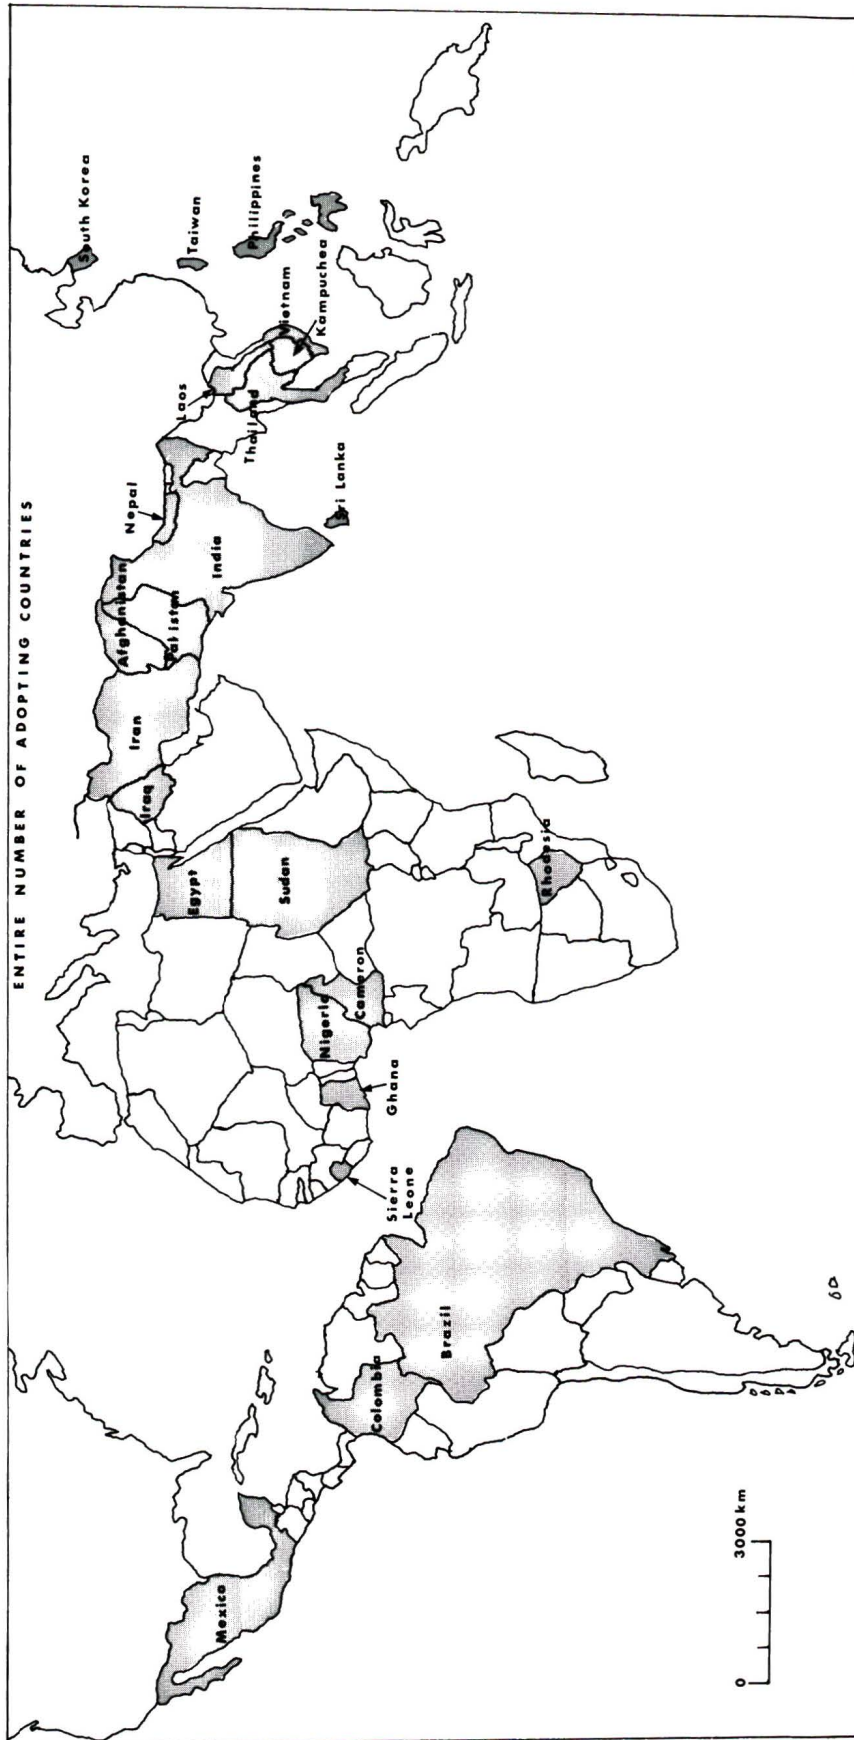 ENTIRE NUMBER OF ADOPTING COUNTRIES
South Korea
Taiwan
Philippines
Vietnam
Kampuchea
Laos
Thailand
Nepal
Sri Lanka
India
Afghanistan
Pakistan
Iran
Iraq
Egypt
Sudan
Rhodesia
Nigeria
Cameron
Ghana
Sierra
Leone
Brazil
Colombia
Mexico
0 3000 km